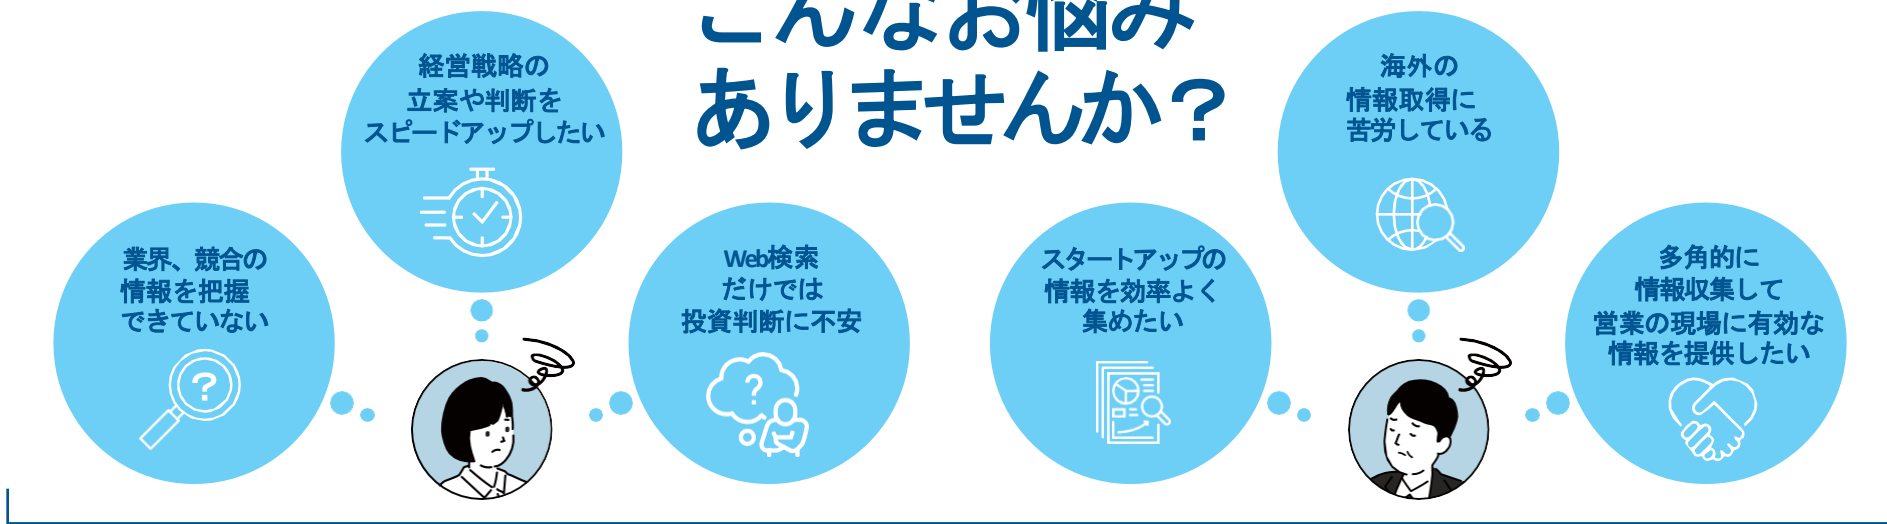 こんなお悩み
ありませんか？
経営戦略の
立案や判断を
スピードアップしたい
海外の
情報取得に
苦労している
業界、競合の
情報を把握
できていない
?
Web検索
だけでは
投資判断に不安
?
スタートアップの
情報を効率よく
集めたい
多角的に
情報収集して
営業の現場に有効な
情報を提供したい